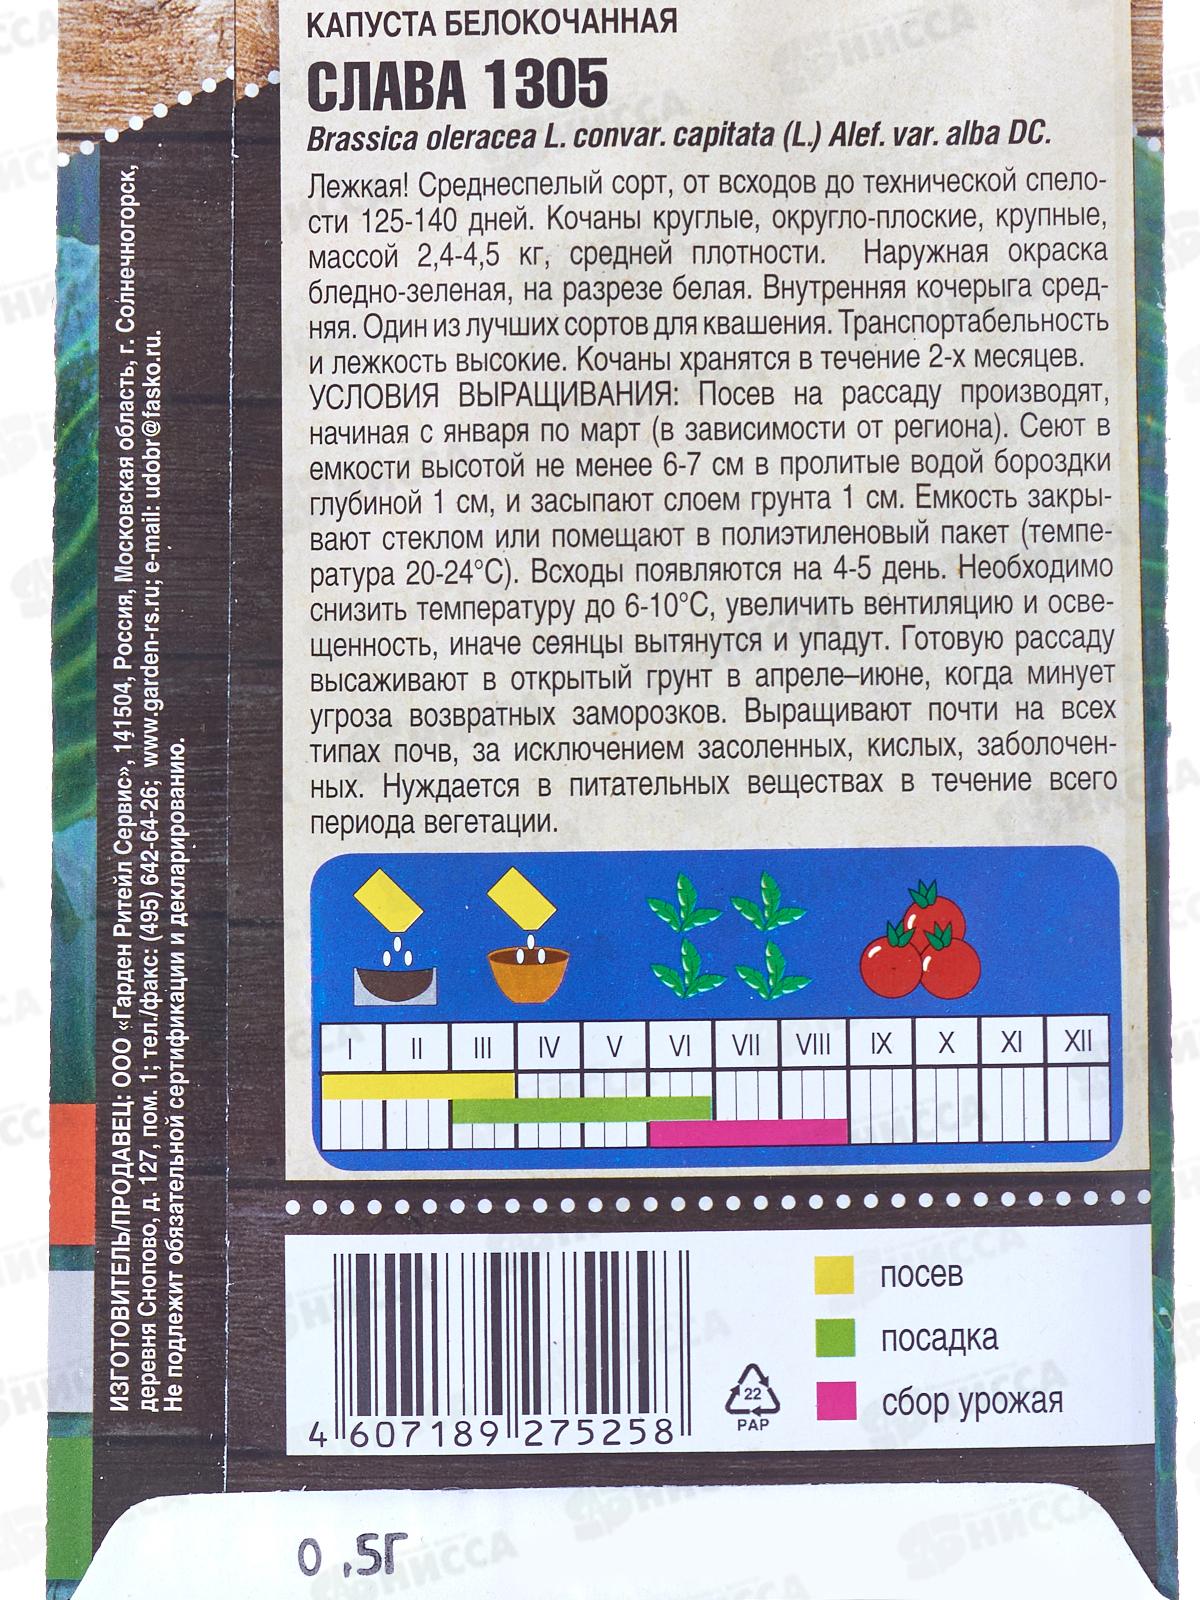 КАПУСТА БЕЛОКОЧАННАЯ
СЛАВА 1305
Brassica oleracea L. convar. capitata (L.) Alef. var. alba DC.
Лежкая! Среднеспелый сорт, от всходов до технической спело-
сти 125-140 дней. Кочаны круглые, округло-плоские, крупные,
массой 2,4-4,5 кг, средней плотности. Наружная окраска
бледно-зеленая, на разрезе белая. Внутренняя кочерыга сред-
няя. Один из лучших сортов для квашения. Транспортабельность
и лежкость высокие. Кочаны хранятся в течение 2-х месяцев.
УСЛОВИЯ ВЫРАЩИВАНИЯ: Посев на рассаду производят,
начиная с января по март (в зависимости от региона). Сеют в
емкости высотой не менее 6-7 см в пролитые водой бороздки
глубиной 1 см, и засыпают слоем грунта 1 см. Емкость закры-
вают стеклом или помещают в полиэтиленовый пакет (темпе-
ратура 20-24°С). Всходы появляются на 4-5 день. Необходимо
снизить температуру до 6-10°С, увеличить вентиляцию и осве-
щенность, иначе сеянцы вытянутся и упадут. Готовую рассаду
высаживают в открытый грунт в апреле–июне, когда минует
угроза возвратных заморозков. Выращивают почти на всех
типах почв, за исключением засоленных, кислых, заболочен-
ных. Нуждается в питательных веществах в течение всего
периода вегетации.
I II III IV V VI VII VIII IX X XI XII
посев
посадка
сбор урожая
22
PAP
4 607189 275258
0,5г
ИЗГОТОВИТЕЛЬ/ПРОДАВЕЦ: ООО «Гарден Ритейл Сервис», 141504, Россия, Московская область, г. Солнечногорск,
деревня Снопово, д. 127, пом. 1; тел./факс: (495) 642-64-26; www.garden-rs.ru; e-mail: udobr@fasko.ru.
Не подлежит обязательной сертификации и декларированию.
НИССА